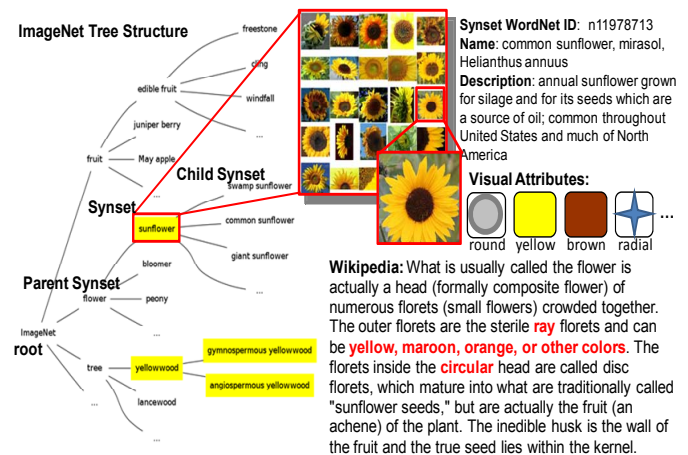 ImageNet Tree Structure
freestone
cling
edible fruit
windfall
...
juniper berry
fruit
May apple
...
Child Synset
swamp sunflower
Synset
sunflower
common sunflower
giant sunflower
...
bloomer
Parent Synset
flower
peony
...
ImageNet
root
gymnospermous yellowwood
tree
yellowwood
angiospermous yellowwood
lancewood
...
...
Synset WordNet ID: n11978713
Name: common sunflower, mirasol,
Helianthus annuus
Description: annual sunflower grown
for silage and for its seeds which are
a source of oil; common throughout
United States and much of North
America
Visual Attributes:
...
round yellow brown radial
Wikipedia: What is usually called the flower is
actually a head (formally composite flower) of
numerous florets (small flowers) crowded together.
The outer florets are the sterile ray florets and can
be yellow, maroon, orange, or other colors. The
florets inside the circular head are called disc
florets, which mature into what are traditionally called
"sunflower seeds," but are actually the fruit (an
achene) of the plant. The inedible husk is the wall of
the fruit and the true seed lies within the kernel.